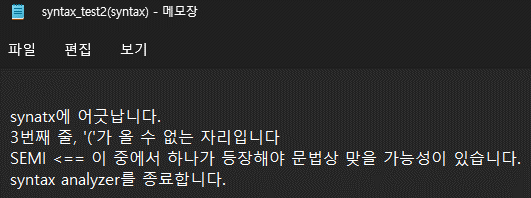 syntax_test2(syntax) - 메모장
파일 편집 보기
synatx에 어긋납니다.
3번째 줄, '('가 올 수 없는 자리입니다
SEMI <== 이 중에서 하나가 등장해야 문법상 맞을 가능성이 있습니다.
syntax analyzer를 종료합니다.